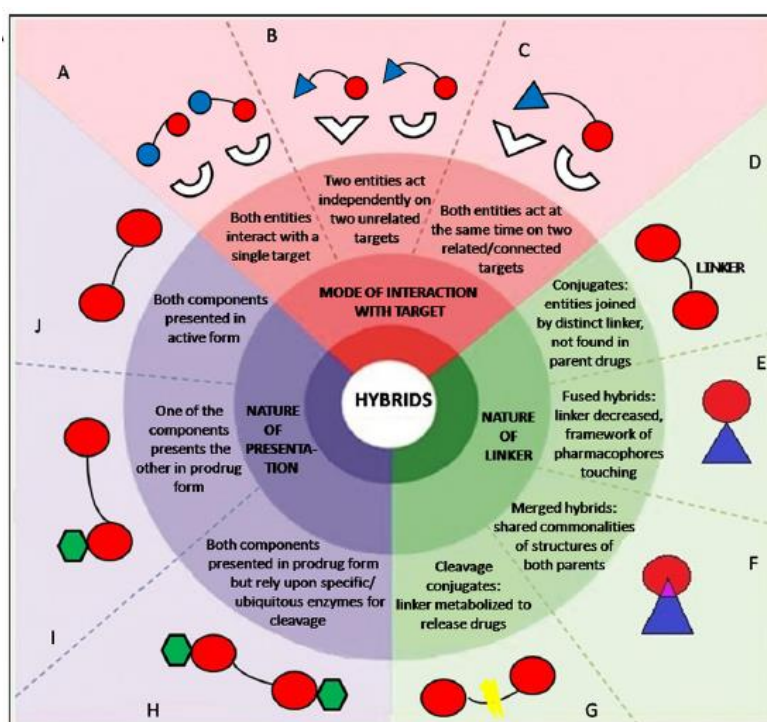 A
B
C
D
E
F
G
H
I
J
Both entities
interact with a
single target
Two entities act
independently on
two unrelated
targets
Both entities act at
the same time on two
related/connected
targets
MODE OF INTERACTION
WITH TARGET
LINKER
Conjugates:
entities joined
by distinct linker,
not found in
parent drugs
Fused hybrids:
linker decreased,
framework of
pharmacophores
touching
Merged hybrids:
shared commonalities
of structures of
both parents
Cleavage
conjugates:
linker metabolized to
release drugs
NATURE
OF
LINKER
HYBRIDS
NATURE
OF
PRESENTA-
TION
Both components
presented in prodrug form
but rely upon specific/
ubiquitous enzymes for
cleavage
One of the
components
presents the
other in prodrug
form
Both components
presented in
active form